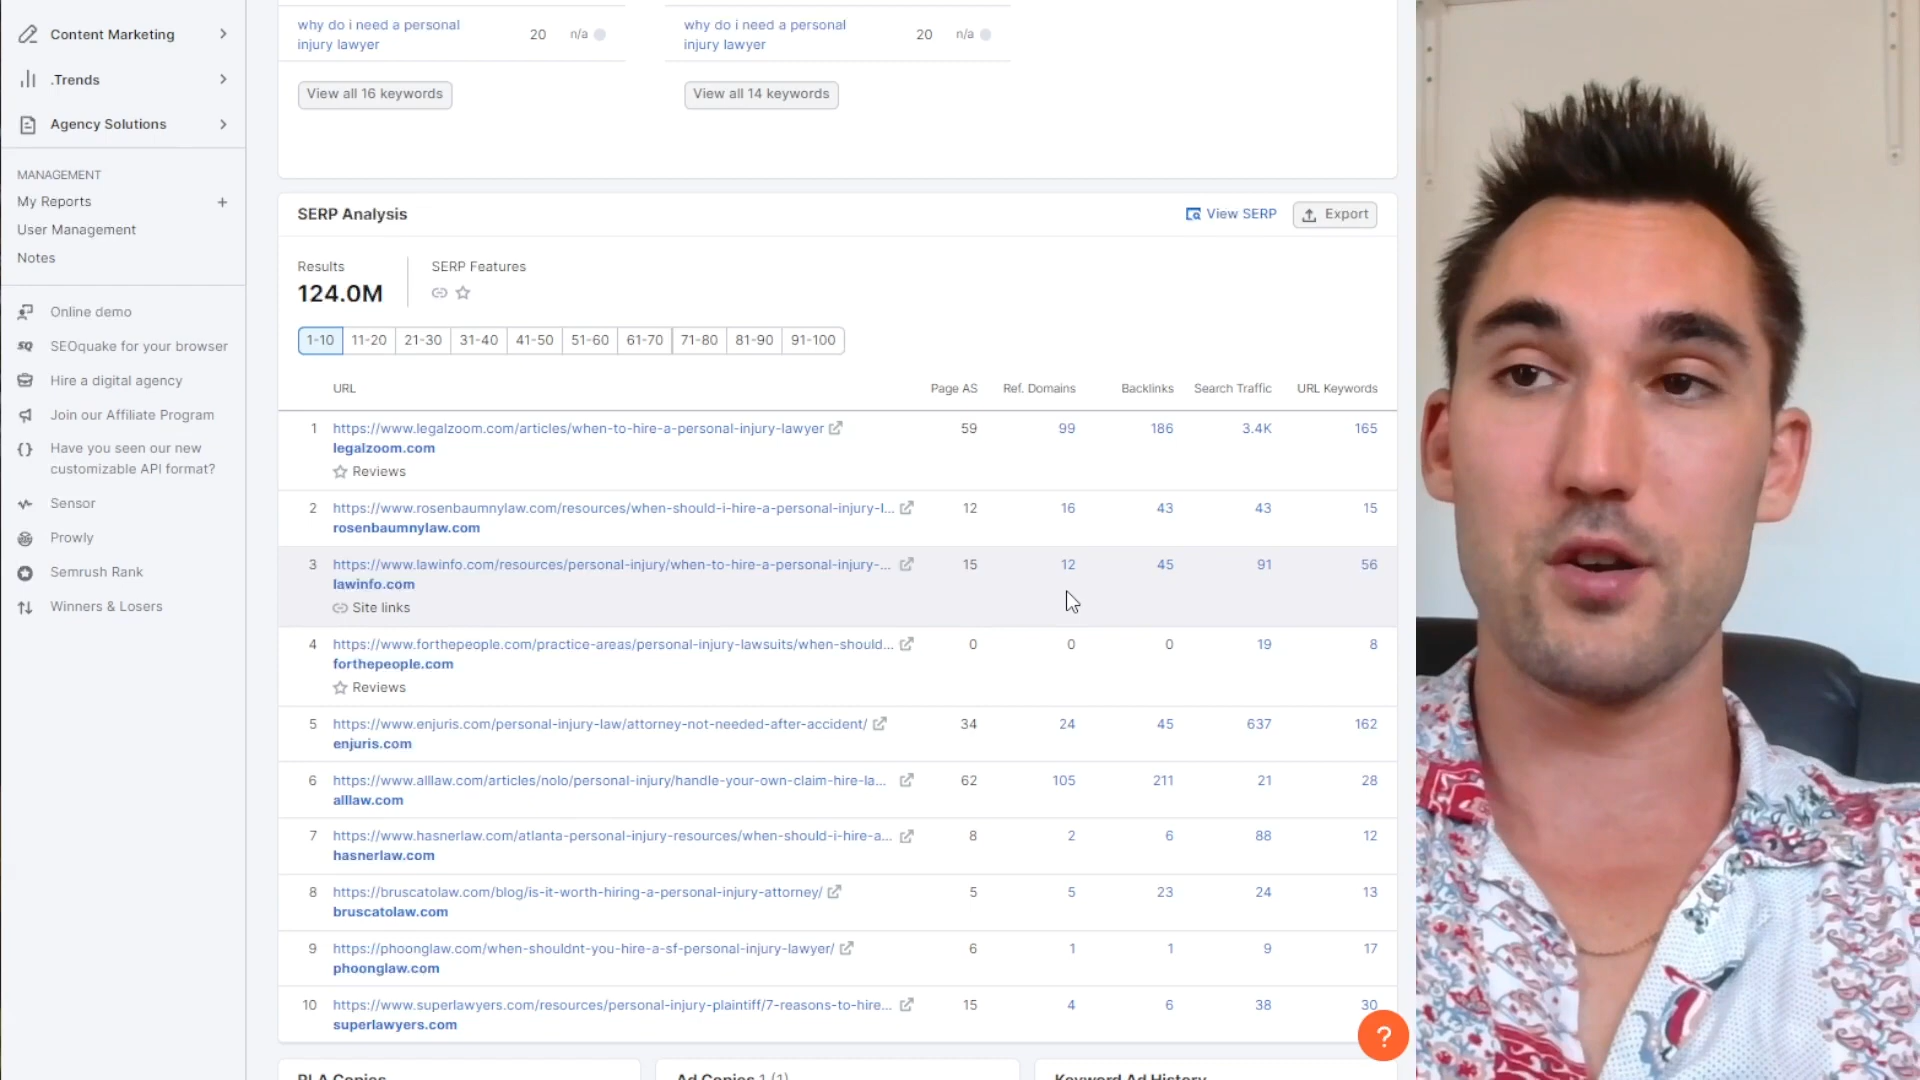 Content Marketing
.Trends
Agency Solutions
MANAGEMENT
My Reports +
User Management
Notes
Online demo
SEOquake for your browser
Hire a digital agency
Join our Affiliate Program
Have you seen our new
customizable API format?
Sensor
Prowly
Semrush Rank
Winners & Losers
why do i need a personal
injury lawyer 20 n/a
View all 16 keywords
why do i need a personal
injury lawyer 20 n/a
View all 14 keywords
SERP Analysis View SERP Export
Results SERP Features
124.0M
1-10 11-20 21-30 31-40 41-50 51-60 61-70 71-80 81-90 91-100
URL Page AS Ref. Domains Backlinks Search Traffic URL Keywords
1 https://www.legalzoom.com/articles/when-to-hire-a-personal-injury-lawyer 59 99 186 3.4K 165
legalzoom.com
Reviews
2 https://www.rosenbaumnylaw.com/resources/when-should-i-hire-a-personal-injury-l... 12 16 43 43 15
rosenbaumnylaw.com
3 https://www.lawinfo.com/resources/personal-injury/when-to-hire-a-personal-injury-... 15 12 45 91 56
lawinfo.com
Site links
4 https://www.forthepeople.com/practice-areas/personal-injury-lawsuits/when-should... 0 0 0 19 8
forthepeople.com
Reviews
5 https://www.enjuris.com/personal-injury-law/attorney-not-needed-after-accident/ 34 24 45 637 162
enjuris.com
6 https://www.alllaw.com/articles/nolo/personal-injury/handle-your-own-claim-hire-la... 62 105 211 21 28
alllaw.com
7 https://www.hasnerlaw.com/atlanta-personal-injury-resources/when-should-i-hire-a... 8 2 6 88 12
hasnerlaw.com
8 https://bruscatolaw.com/blog/is-it-worth-hiring-a-personal-injury-attorney/ 5 5 23 24 13
bruscatolaw.com
9 https://phoonglaw.com/when-shouldnt-you-hire-a-sf-personal-injury-lawyer/ 6 1 1 9 17
phoonglaw.com
10 https://www.superlawyers.com/resources/personal-injury-plaintiff/7-reasons-to-hire... 15 4 6 38 30
superlawyers.com
?
PLA Copies Ad Copies 1 (1) Keyword Ad History